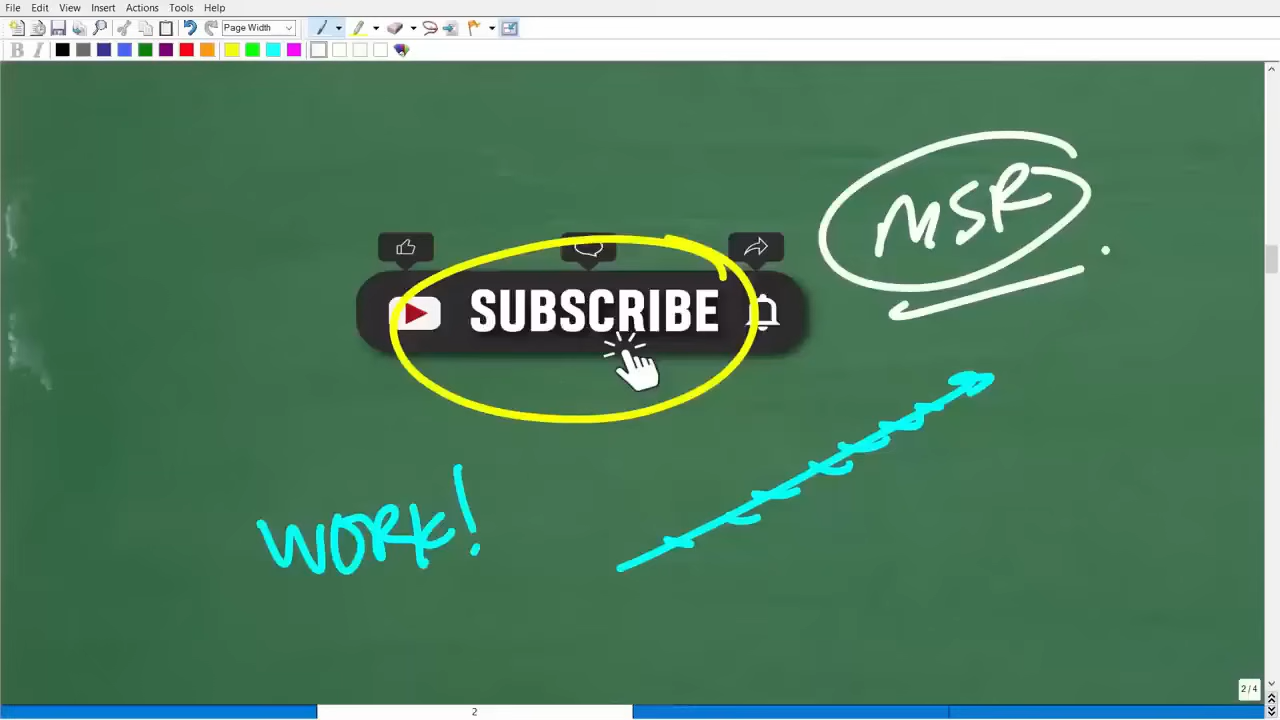 File Edit View Insert Actions Tools Help
Page Width
B I
MSR
SUBSCRIBE
WORK!
2/4
2